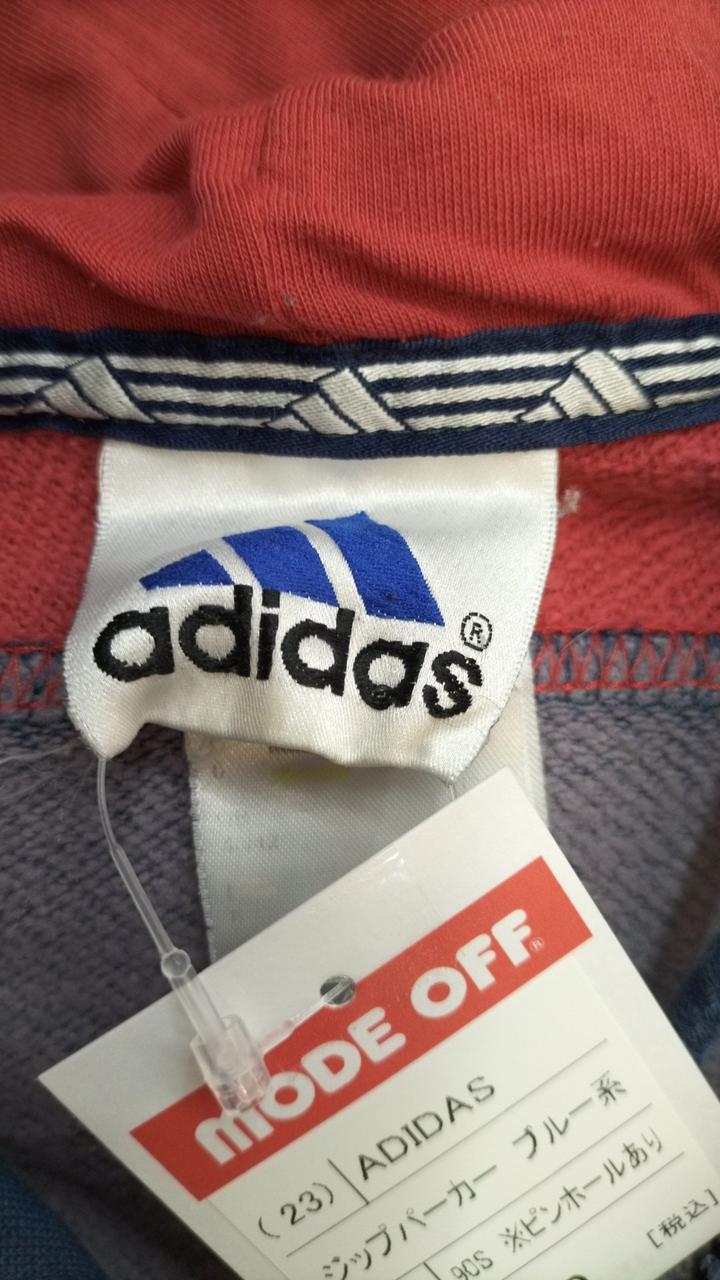 adidas®
MODE OFF®
(23) ADIDAS
ジップパーカー ブルー系
90S ※ピンホールあり
[税込]